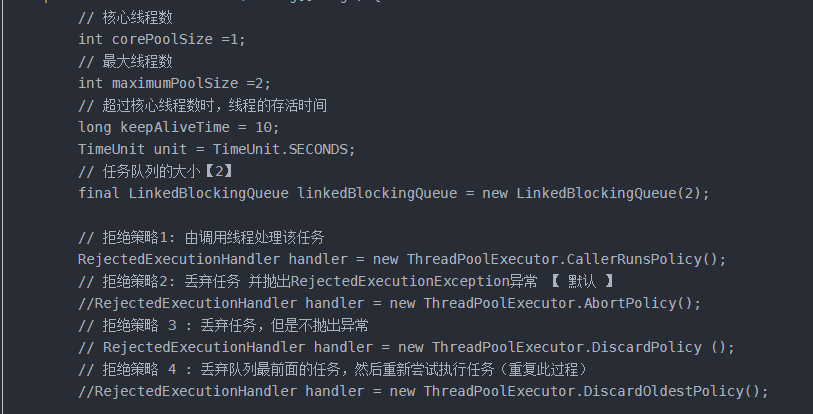 // 核心线程数
int corePoolSize =1;
// 最大线程数
int maximumPoolSize =2;
// 超过核心线程数时，线程的存活时间
long keepAliveTime = 10;
TimeUnit unit = TimeUnit.SECONDS;
// 任务队列的大小【2】
final LinkedBlockingQueue linkedBlockingQueue = new LinkedBlockingQueue(2);
// 拒绝策略1: 由调用线程处理该任务
RejectedExecutionHandler handler = new ThreadPoolExecutor.CallerRunsPolicy();
// 拒绝策略2: 丢弃任务 并抛出RejectedExecutionException异常 【 默认 】
//RejectedExecutionHandler handler = new ThreadPoolExecutor.AbortPolicy();
// 拒绝策略 3 : 丢弃任务，但是不抛出异常
// RejectedExecutionHandler handler = new ThreadPoolExecutor.DiscardPolicy ();
// 拒绝策略 4 : 丢弃队列最前面的任务，然后重新尝试执行任务（重复此过程）
//RejectedExecutionHandler handler = new ThreadPoolExecutor.DiscardOldestPolicy();